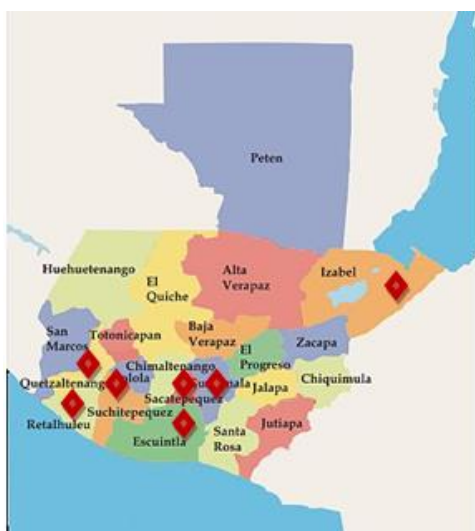 Peten
Huehuetenango
El
Quiche
Alta
Verapaz
Izabel
San
Marcos
Totonicapan
Baja
Verapaz
El
Progreso
Zacapa
Chimaltenango
Quetzaltenango
Sacatepequez
Jalapa
Chiquimula
Suchitepequez
Retalhuleu
Escuintla
Santa
Rosa
Jutiapa